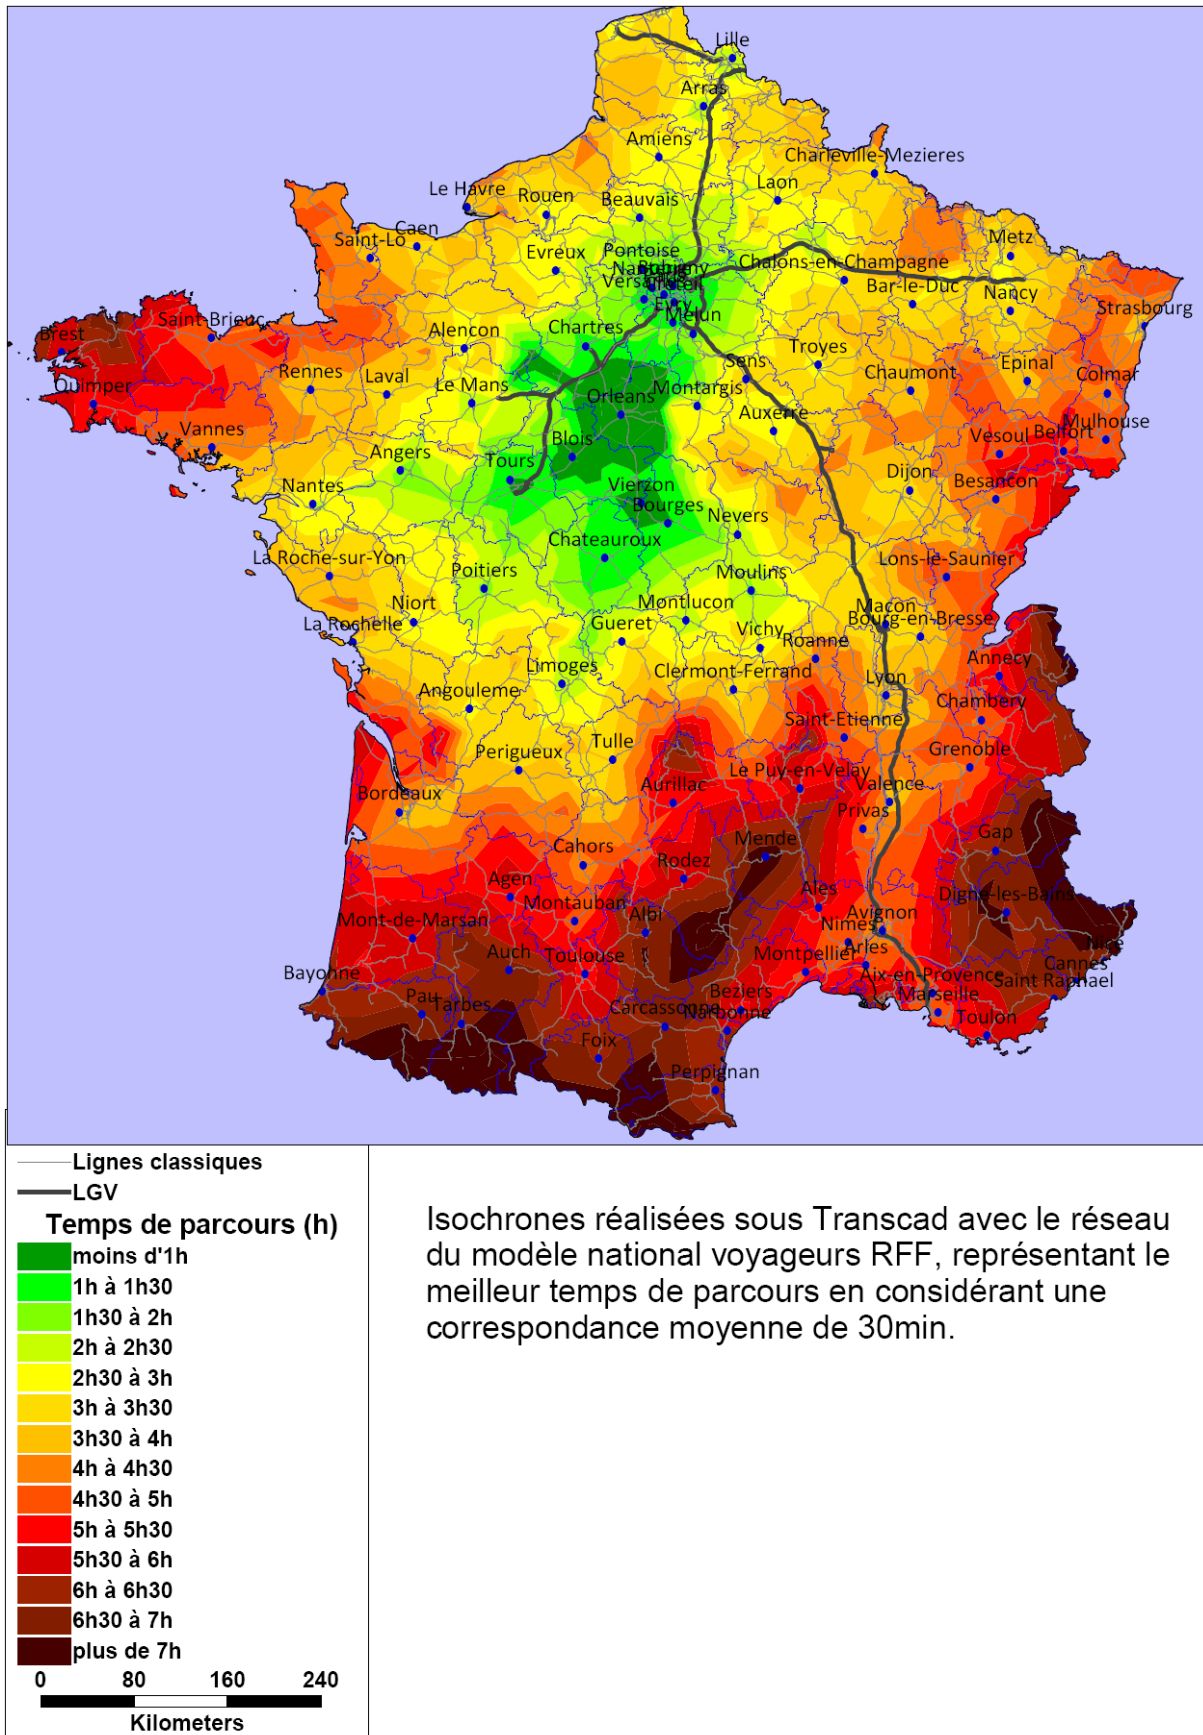 Lille
Arras
Amiens
Charleville-Mezieres
Laon
Le Havre
Rouen
Beauvais
Caen
Saint-Lo
Evreux
Pontoise
Metz
Chalons-en-Champagne
Bar-le-Duc
Nancy
Strasbourg
Melun
Brest
Saint-Brieuc
Alencon
Chartres
Rennes
Laval
Le Mans
Sens
Troyes
Chaumont
Epinal
Colmar
Quimper
Orleans
Montargis
Vannes
Auxerre
Mulhouse
Vesoul
Belfort
Angers
Blois
Tours
Dijon
Besancon
Nantes
Vierzon
Bourges
Nevers
Chateauroux
La Roche-sur-Yon
Poitiers
Moulins
Lons-le-Saunier
Niort
Montlucon
Macon
La Rochelle
Gueret
Vichy
Roanne
Bourg-en-Bresse
Limoges
Clermont-Ferrand
Annecy
Angouleme
Lyon
Chambery
Saint-Etienne
Perigueux
Tulle
Grenoble
Le Puy-en-Velay
Aurillac
Valence
Bordeaux
Privas
Gap
Mende
Cahors
Rodez
Agen
Ales
Digne-les-Bains
Montauban
Albi
Avignon
Mont-de-Marsan
Nimes
Nice
Auch
Toulouse
Montpellier
Arles
Cannes
Bayonne
Aix-en-Provence
Saint Raphael
Pau
Tarbes
Beziers
Marseille
Carcassonne
Narbonne
Toulon
Foix
Perpignan
Lignes classiques
LGV
Temps de parcours (h)
moins d'1h
1h à 1h30
1h30 à 2h
2h à 2h30
2h30 à 3h
3h à 3h30
3h30 à 4h
4h à 4h30
4h30 à 5h
5h à 5h30
5h30 à 6h
6h à 6h30
6h30 à 7h
plus de 7h
0 80 160 240
Kilometers
Isochrones réalisées sous Transcad avec le réseau
du modèle national voyageurs RFF, représentant le
meilleur temps de parcours en considérant une
correspondance moyenne de 30min.